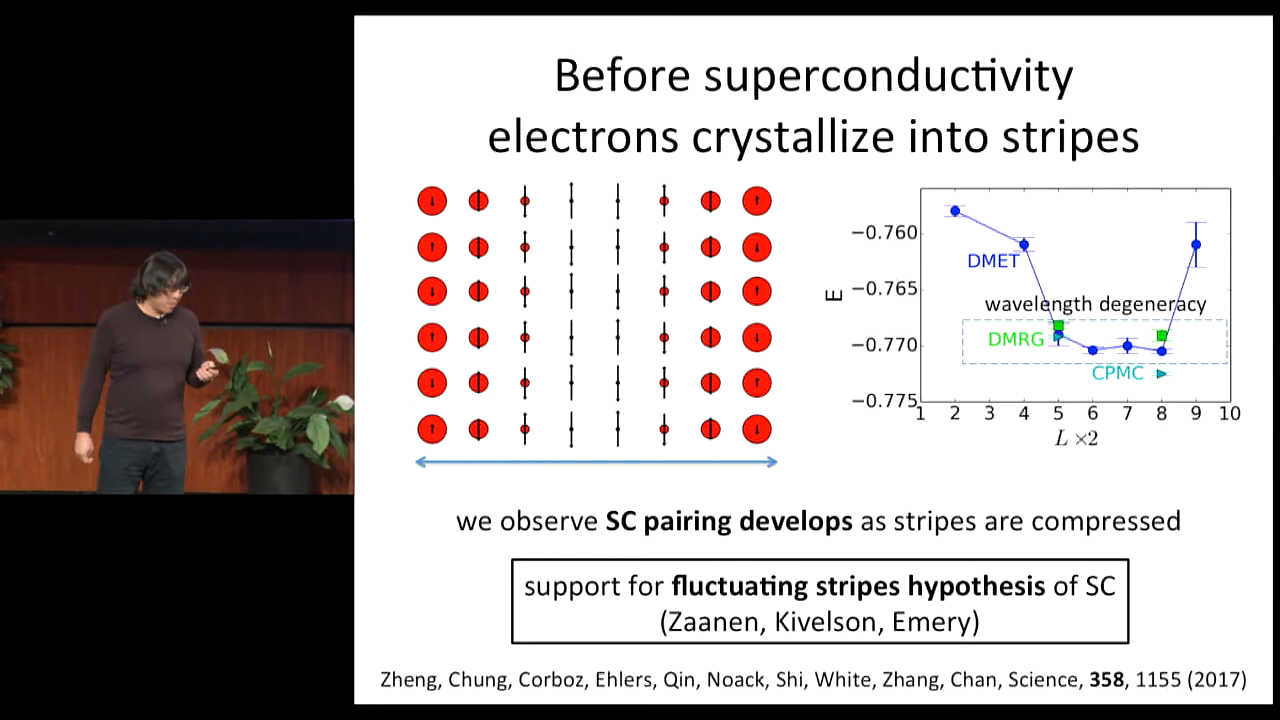 Before superconductivity
electrons crystallize into stripes
−0.760
−0.765
−0.770
−0.775
E
DMET
wavelength degeneracy
DMRG
CPMC
1 2 3 4 5 6 7 8 9 10
L ×2
we observe SC pairing develops as stripes are compressed
support for fluctuating stripes hypothesis of SC
(Zaanen, Kivelson, Emery)
Zheng, Chung, Corboz, Ehlers, Qin, Noack, Shi, White, Zhang, Chan, Science, 358, 1155 (2017)